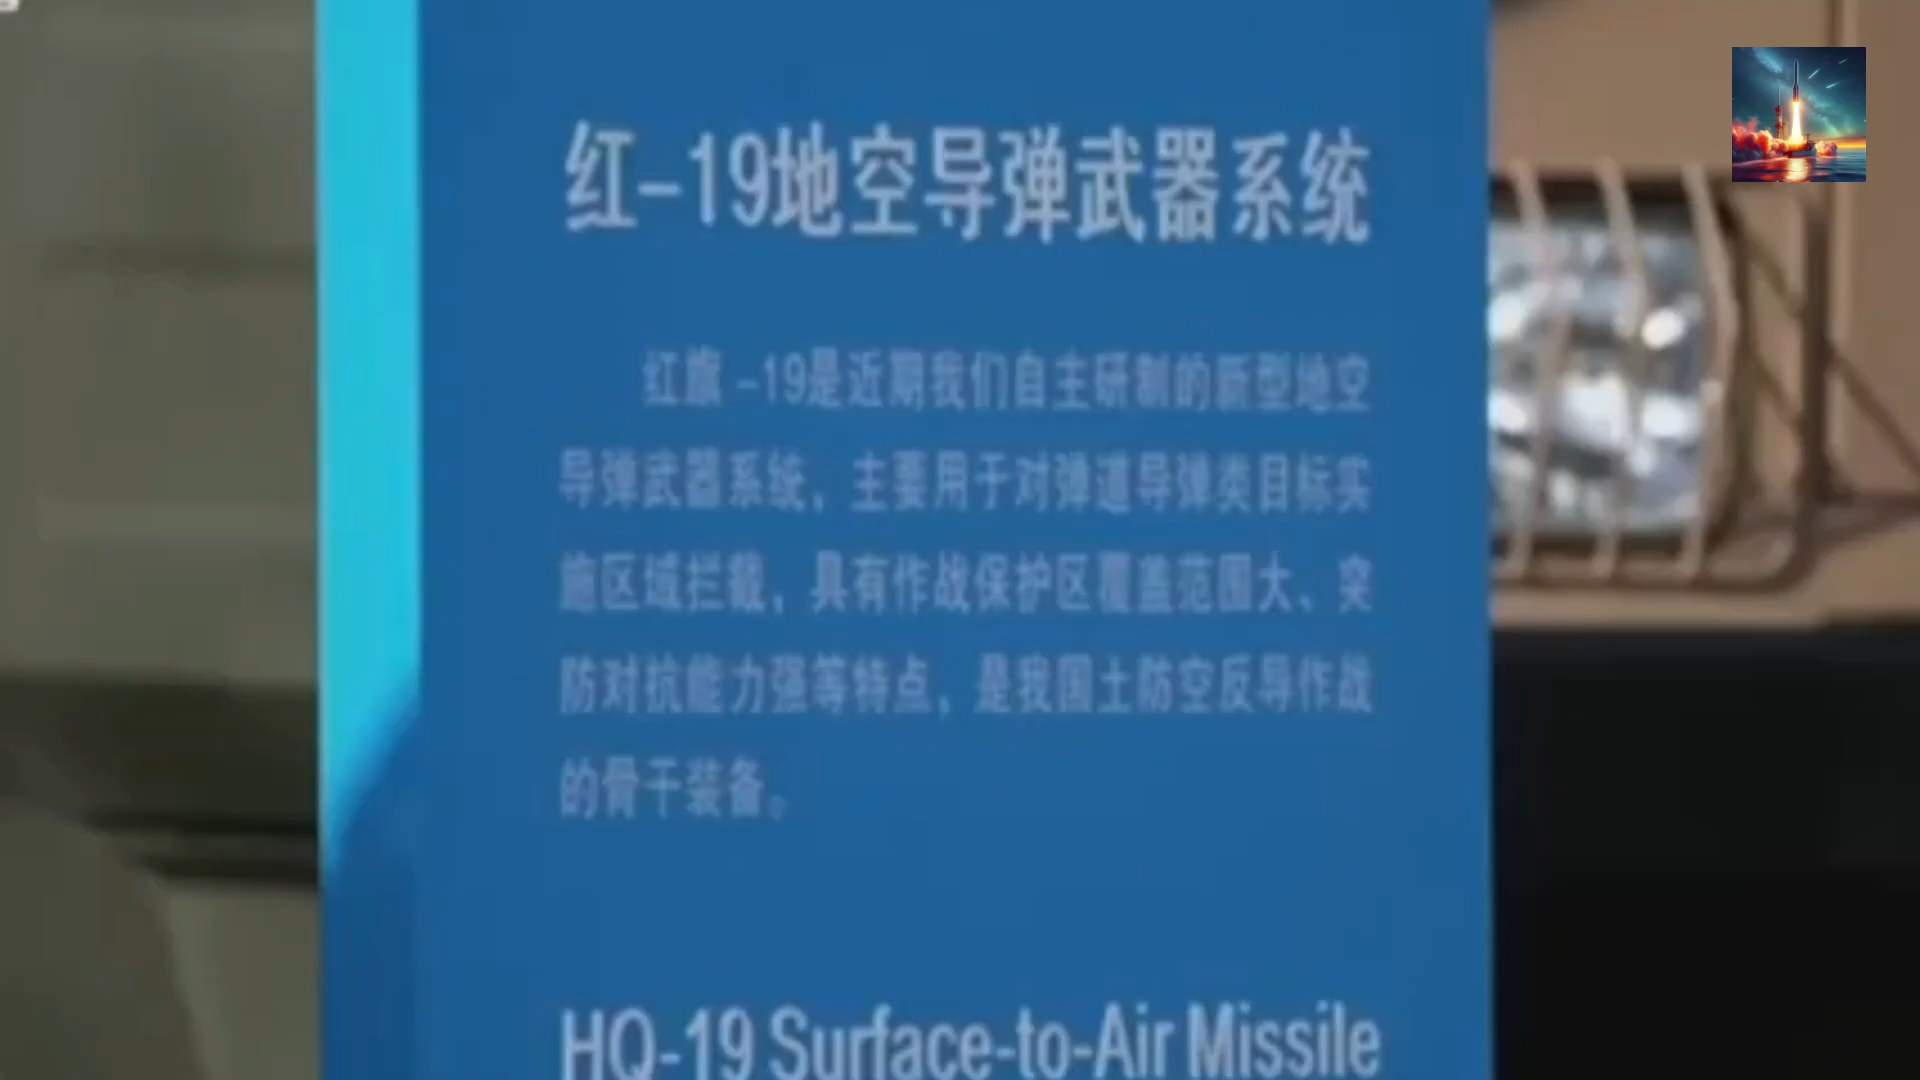 红-19地空导弹武器系统
红旗-19是近期我们自主研制的新型地空
导弹武器系统，主要用于对弹道导弹类目标实
施区域拦截，具有作战保护区覆盖范围大、突
防对抗能力强等特点，是我国土防空反导作战
的骨干装备。
HQ-19 Surface-to-Air Missile